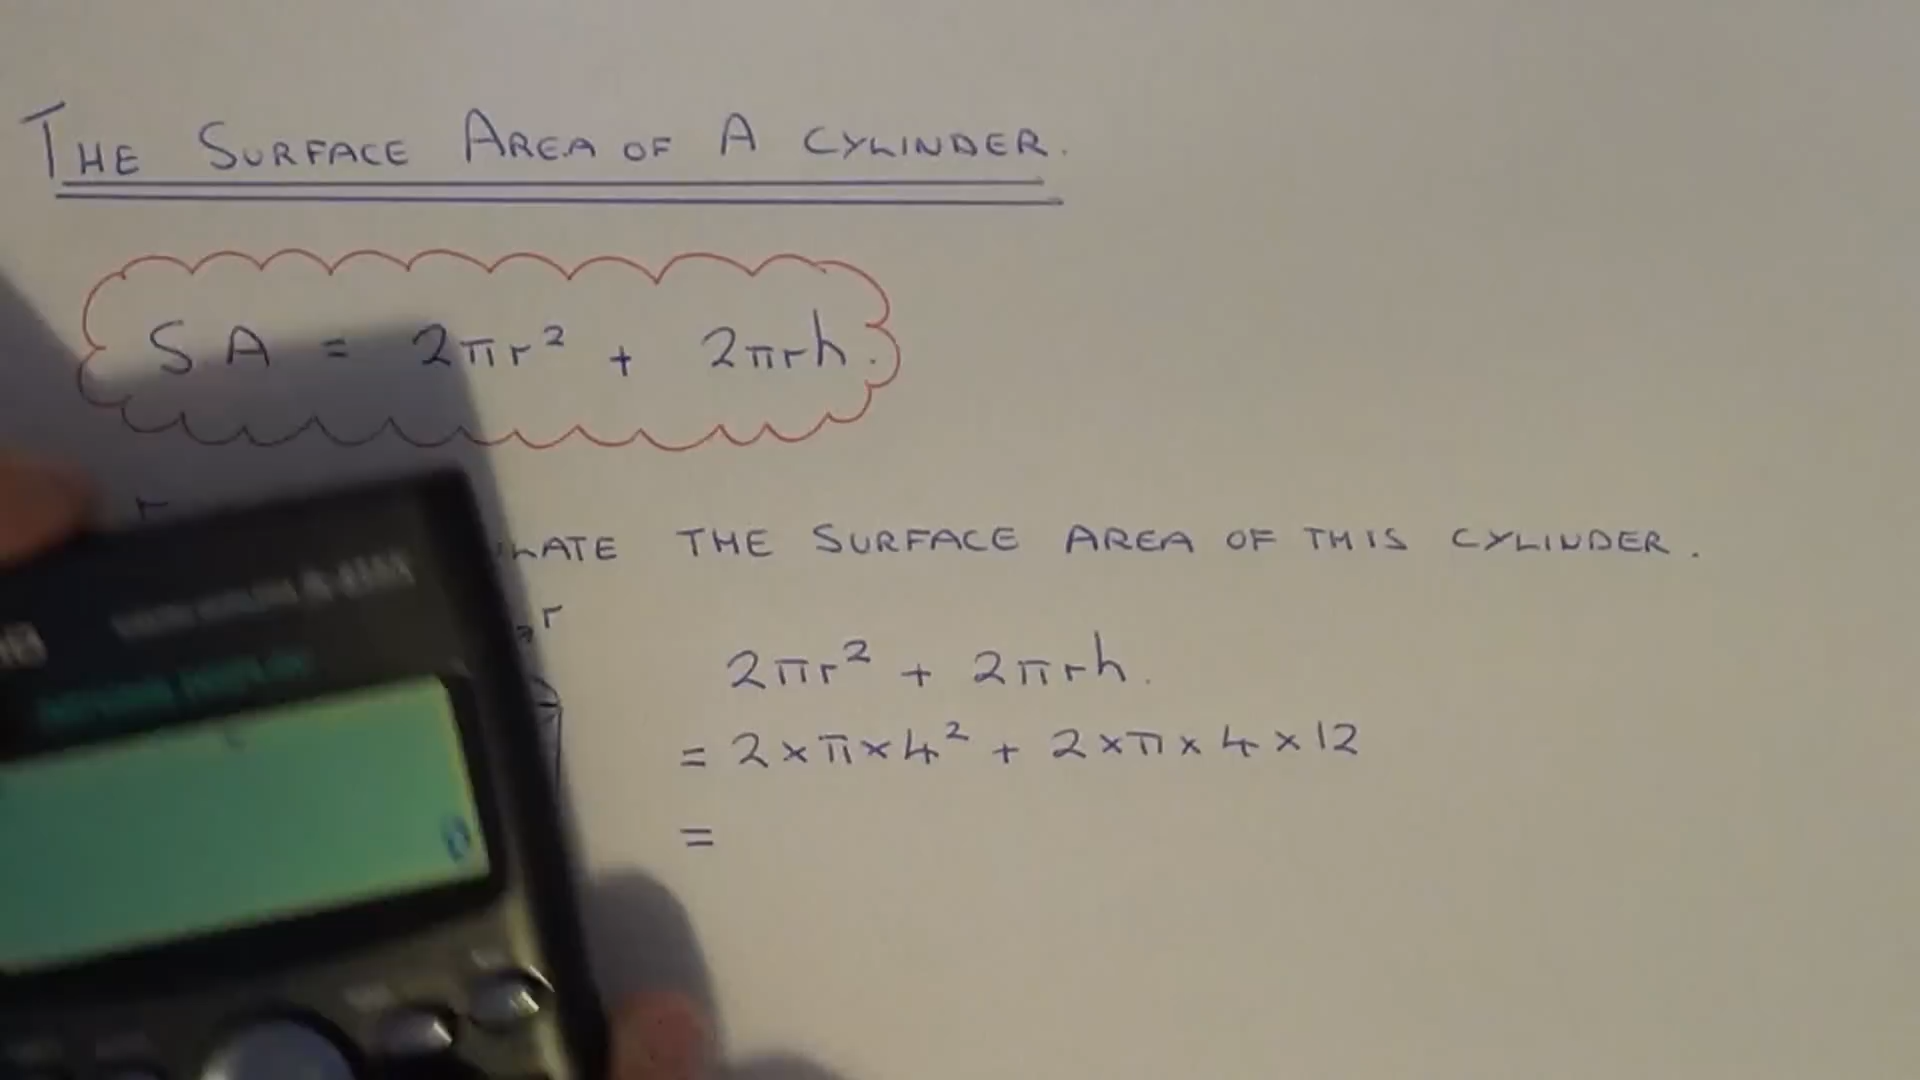 THE SURFACE AREA OF A CYLINDER.
SA = 2πr² + 2πrh.
r
THE SURFACE AREA OF THIS CYLINDER.
r
2πr² + 2πrh.
= 2×π×4² + 2×π×4×12
=